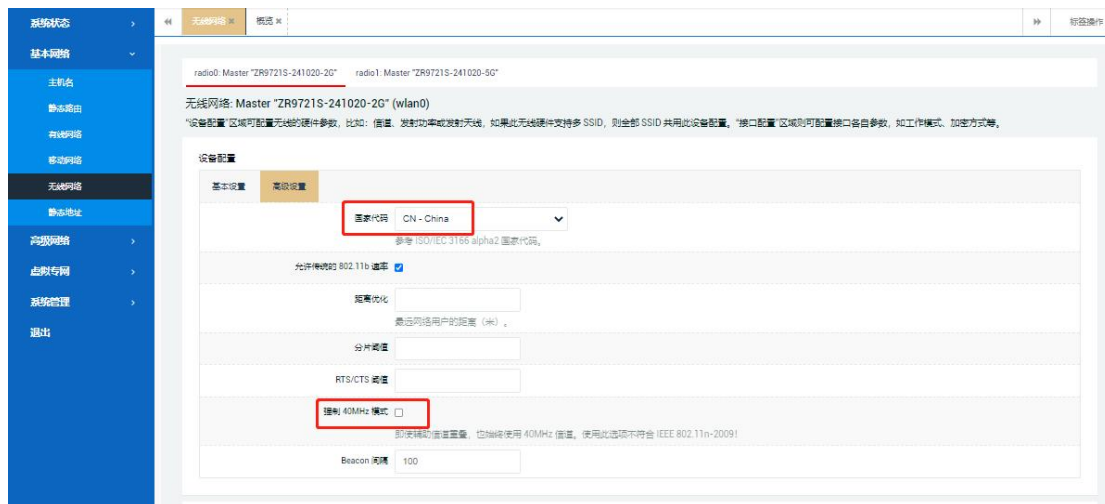 系统状态
基本网络
主机名
静态路由
有线网络
移动网络
无线网络
静态地址
高级网络
虚拟专网
系统管理
退出
无线网络
概览
标签操作
radio0: Master "ZR9721S-241020-2G"
radio1: Master "ZR9721S-241020-5G"
无线网络: Master "ZR9721S-241020-2G" (wlan0)
"设备配置"区域可配置无线的硬件参数，比如：信道、发射功率或发射天线，如果此无线硬件支持多 SSID，则全部 SSID 共用此设备配置。"接口配置"区域则可配置接口各自参数，如工作模式、加密方式等。
设备配置
基本设置
高级设置
国家代码
CN - China
参考 ISO/IEC 3166 alpha2 国家代码。
允许传统的 802.11b 速率
距离优化
最远网络用户的距离（米）。
分片阈值
RTS/CTS 阈值
强制 40MHz 模式
即使辅助信道重叠，也始终使用 40MHz 信道。使用此选项不符合 IEEE 802.11n-2009!
Beacon 间隔
100